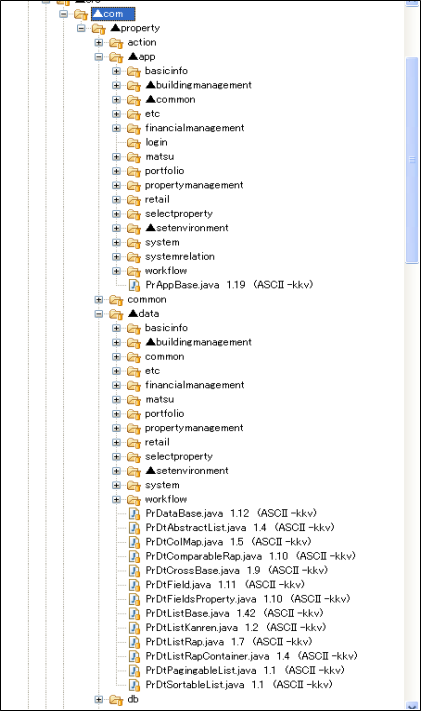 ▲src
▲com
▲property
action
▲app
basicinfo
▲buildingmanagement
▲common
etc
financialmanagement
login
matsu
portfolio
propertymanagement
retail
selectproperty
▲setenvironment
system
systemrelation
workflow
PrAppBase.java 1.19 (ASCII -kkv)
common
▲data
basicinfo
▲buildingmanagement
common
etc
financialmanagement
matsu
portfolio
propertymanagement
retail
selectproperty
▲setenvironment
system
workflow
PrDataBase.java 1.12 (ASCII -kkv)
PrDtAbstractList.java 1.4 (ASCII -kkv)
PrDtColMap.java 1.5 (ASCII -kkv)
PrDtComparableRap.java 1.10 (ASCII -kkv)
PrDtCrossBase.java 1.9 (ASCII -kkv)
PrDtField.java 1.11 (ASCII -kkv)
PrDtFieldsProperty.java 1.10 (ASCII -kkv)
PrDtListBase.java 1.42 (ASCII -kkv)
PrDtListKanren.java 1.2 (ASCII -kkv)
PrDtListRap.java 1.7 (ASCII -kkv)
PrDtListRapContainer.java 1.4 (ASCII -kkv)
PrDtPagingableList.java 1.1 (ASCII -kkv)
PrDtSortableList.java 1.1 (ASCII -kkv)
db